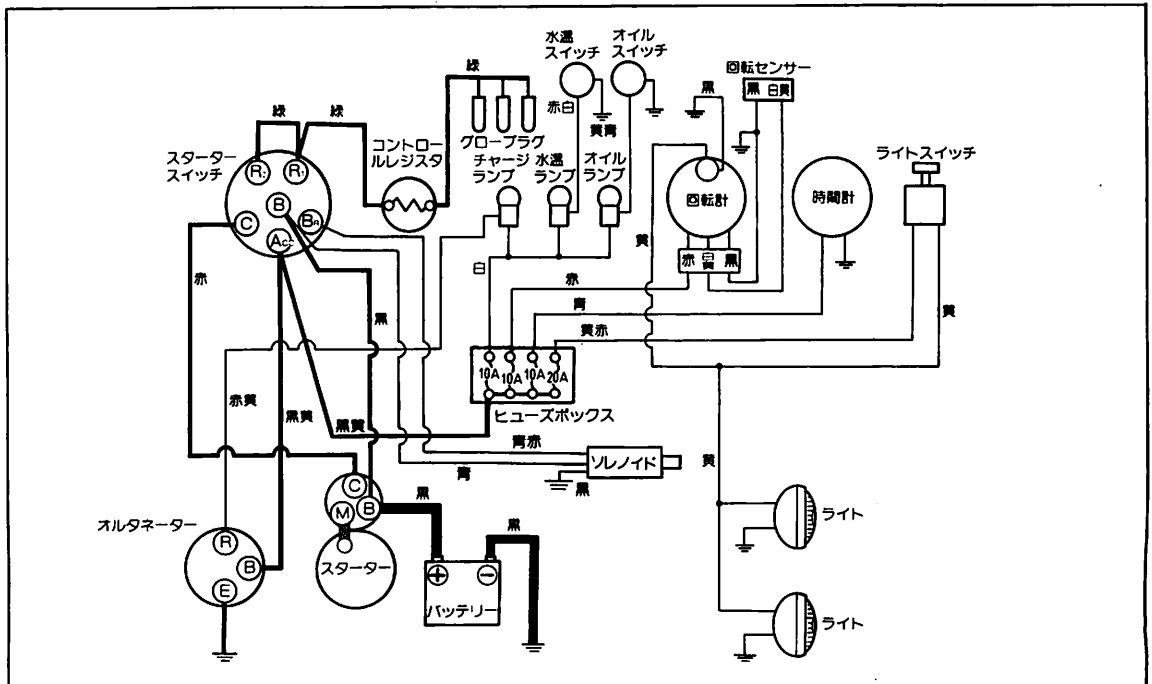 水温
スイッチ
オイル
スイッチ
緑
回転センサー
黒 白黄
黒
赤白
黄青
緑
緑
グロープラグ
コントロー
ルレジスタ
スターター
スイッチ
チャージ
ランプ
水温
ランプ
オイル
ランプ
ライトスイッチ
R₂
R₁
B
BR
C
Acc
回転計
時間計
黄
赤 白黄 黒
白
赤
赤
青
黄赤
黄
黒
10A 10A 10A 20A
ヒューズボックス
赤黄
黒黄
黒黄
青赤
青
ソレノイド
黒
黄
C
M
B
黒
黒
ライト
オルタネーター
R
B
E
スターター
+
−
バッテリー
ライト